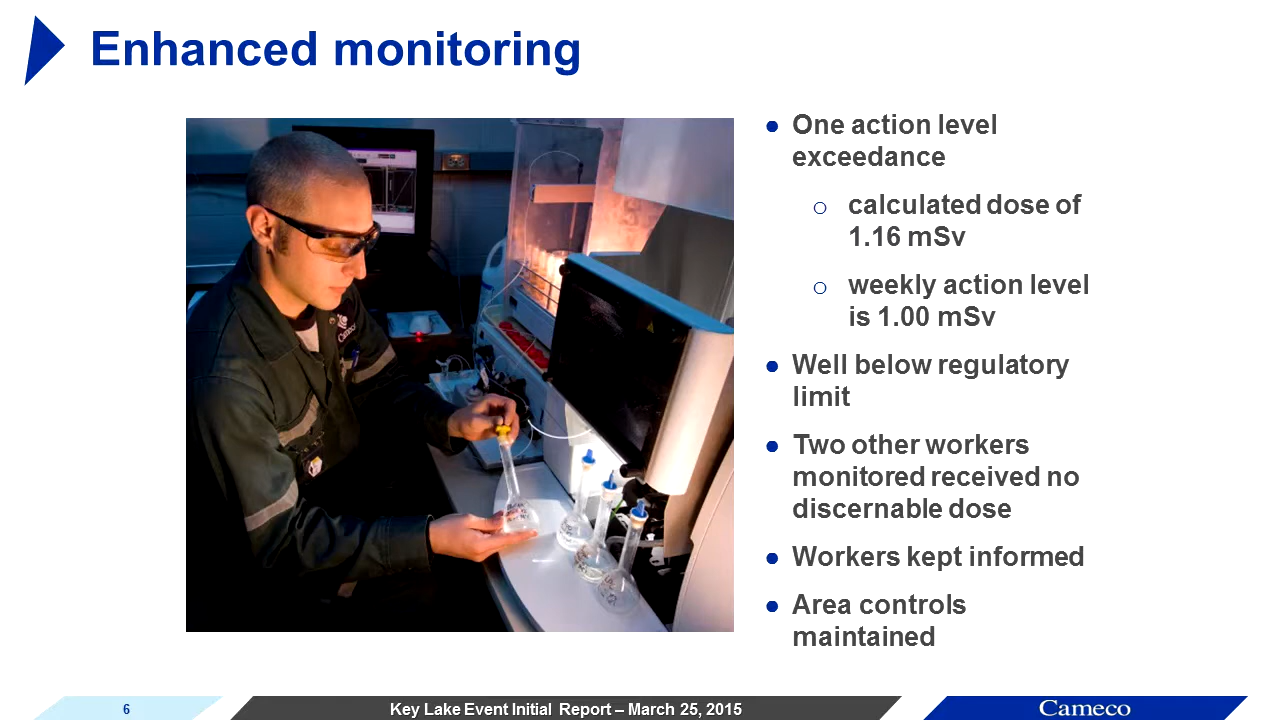 Enhanced monitoring
● One action level
exceedance
o calculated dose of
1.16 mSv
o weekly action level
is 1.00 mSv
● Well below regulatory
limit
● Two other workers
monitored received no
discernable dose
● Workers kept informed
● Area controls
maintained
Cameco
6
Key Lake Event Initial Report – March 25, 2015
Cameco